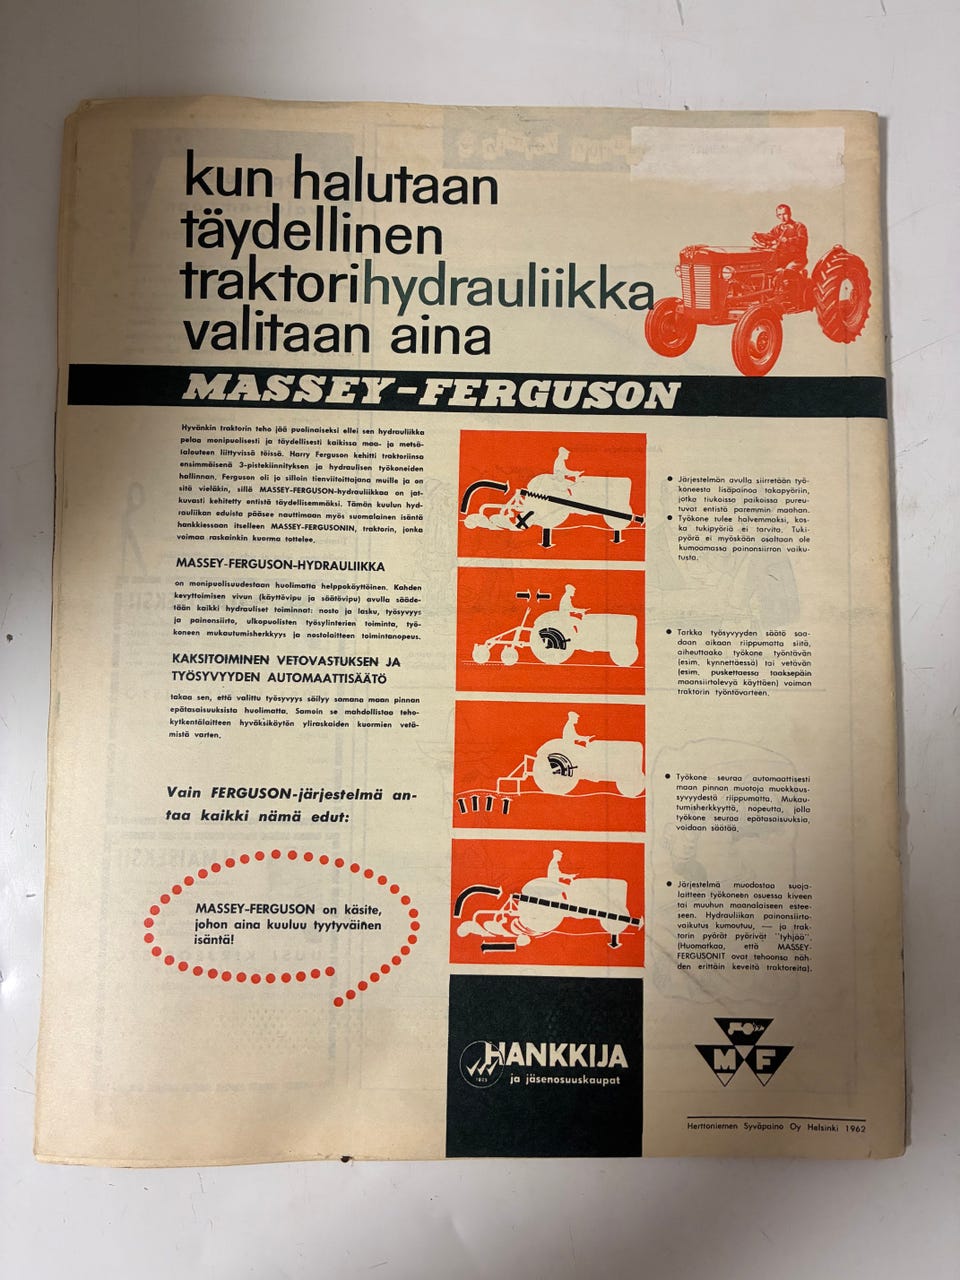 kun halutaan
täydellinen
traktorihydrauliikka
valitaan aina
MASSEY-FERGUSON
Hyvänkin traktorin teho jää puolinaiseksi ellei sen hydrauliikka
pelaa monipuolisesti ja täydellisesti kaikissa maa- ja metsä-
talouteen liittyvissä töissä. Harry Ferguson kehitti traktoriinsa
ensimmäisenä 3-pistekiinnityksen ja hydraulisen työkoneiden
hallinnan. Ferguson oli jo silloin tienviitoittajana muille ja on
sitä vieläkin, sillä MASSEY-FERGUSON-hydrauliikkaa on jat-
kuvasti kehitetty entistä täydellisemmäksi. Tämän kuulun hyd-
rauliikan eduista pääsee nauttimaan myös suomalainen isäntä
hankkiessaan itselleen MASSEY-FERGUSONIN, traktorin, jonka
voimaa raskainkin kuorma tottelee.
MASSEY-FERGUSON-HYDRAULIIKKA
on monipuolisuudestaan huolimatta helppokäyttöinen. Kahden
kevyttoimisen vivun (käyttövipu ja säätövipu) avulla sääde-
tään kaikki hydrauliset toiminnat: nosto ja lasku, työsyvyys
ja painonsiirto, ulkopuolisten työsylinterien toiminta, työ-
koneen mukautumisherkkyys ja nostolaitteen toimintanopeus.
KAKSITOIMINEN VETOVASTUKSEN JA
TYÖSYVYYDEN AUTOMAATTISÄÄTÖ
takaa sen, että valittu työsyvyys säilyy samana maan pinnan
epätasaisuuksista huolimatta. Samoin se mahdollistaa teho-
kytkentälaitteen hyväksikäytön yliraskaiden kuormien vetä-
mistä varten.
Vain FERGUSON-järjestelmä an-
taa kaikki nämä edut:
MASSEY-FERGUSON on käsite,
johon aina kuuluu tyytyväinen
isäntä!
● Järjestelmän avulla siirretään työ-
koneesta lisäpainoa takapyöriin,
jotka tiukoissa paikoissa pureu-
tuvat entistä paremmin maahan.
● Työkone tulee halvemmaksi, kos-
ka tukipyöriä ei tarvita. Tuki-
pyörä ei myöskään osaltaan ole
kumoamassa painonsiirron vaiku-
tusta.
● Tarkka työsyvyyden säätö saa-
daan aikaan riippumatta siitä,
aiheuttaako työkone työntävän
(esim. kynnettäessä) tai vetävän
(esim. puskettaessa taaksepäin
maansiirtolevyä käyttäen) voiman
traktorin työntövarteen.
● Työkone seuraa automaattisesti
maan pinnan muotoja muokkaus-
syvyydestä riippumatta. Mukau-
tumisherkkyyttä, nopeutta, jolla
työkone seuraa epätasaisuuksia,
voidaan säätää.
● Järjestelmä muodostaa suoja-
laitteen työkoneen osuessa kiveen
tai muuhun maanalaiseen estee-
seen. Hydrauliikan painonsiirto-
vaikutus kumoutuu, — ja trak-
torin pyörät pyörivät "tyhjää".
(Huomatkaa, että MASSEY-
FERGUSONIT ovat tehoonsa näh-
den erittäin keveitä traktoreita).
HANKKIJA
ja jäsenosuuskaupat
M F
Herttoniemen Syväpaino Oy Helsinki 1962